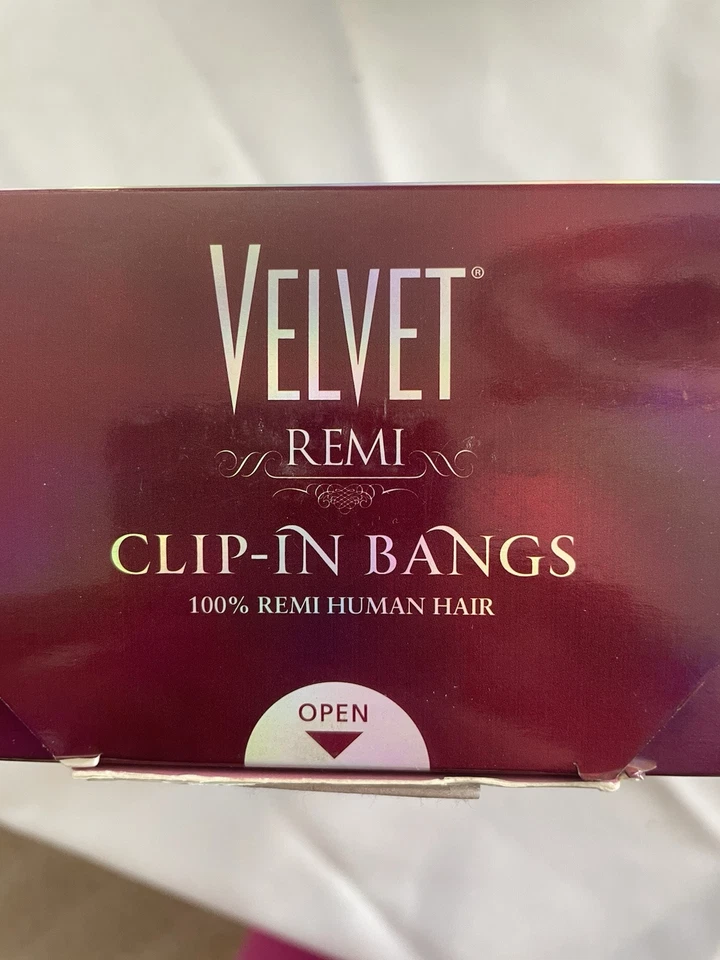 VELVET®
REMI
CLIP-IN BANGS
100% REMI HUMAN HAIR
OPEN